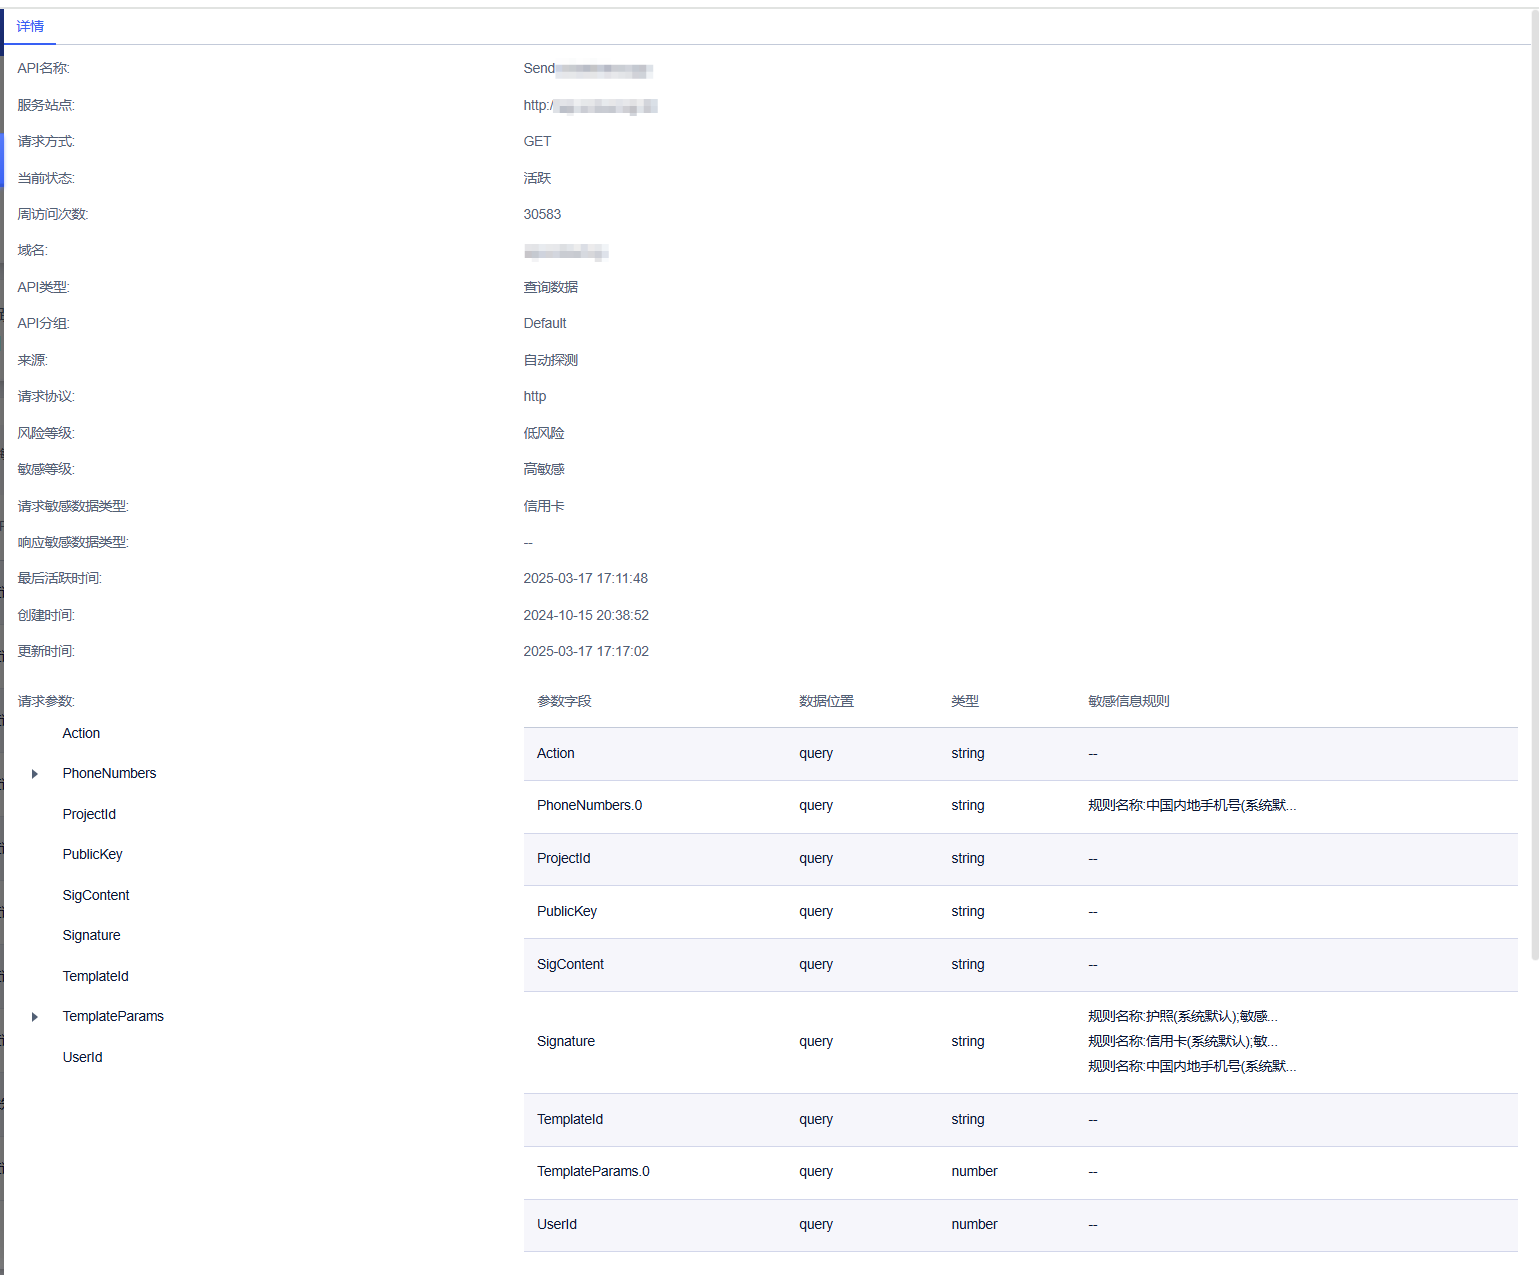 详情
API名称: Send
服务站点: http:/
请求方式: GET
当前状态: 活跃
周访问次数: 30583
域名:
API类型: 查询数据
API分组: Default
来源: 自动探测
请求协议: http
风险等级: 低风险
敏感等级: 高敏感
请求敏感数据类型: 信用卡
响应敏感数据类型: --
最后活跃时间: 2025-03-17 17:11:48
创建时间: 2024-10-15 20:38:52
更新时间: 2025-03-17 17:17:02
请求参数:
Action
PhoneNumbers
ProjectId
PublicKey
SigContent
Signature
TemplateId
TemplateParams
UserId
参数字段 数据位置 类型 敏感信息规则
Action query string --
PhoneNumbers.0 query string 规则名称:中国内地手机号(系统默...
ProjectId query string --
PublicKey query string --
SigContent query string --
Signature query string 规则名称:护照(系统默认);敏感...
规则名称:信用卡(系统默认);敏...
规则名称:中国内地手机号(系统默...
TemplateId query string --
TemplateParams.0 query number --
UserId query number --